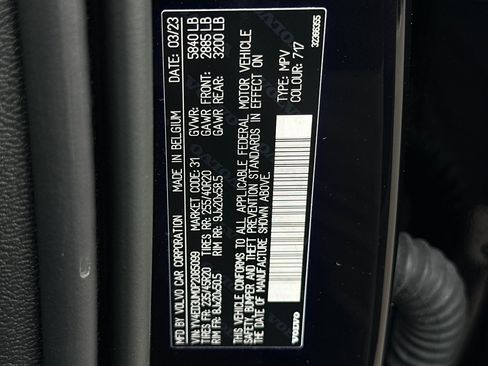 MFD BY VOLVO CAR CORPORATION MADE IN BELGIUM DATE: 03/23
MARKET CODE: 31 GVWR: 5840 LB
TIRES FR: 235/45R20 TIRES RR: 255/40R20 GAWR FRONT: 2885 LB
RIM FR: 8Jx20x50.5 RIM RR: 9Jx20x58.5 GAWR REAR: 3200 LB
THIS VEHICLE CONFORMS TO ALL APPLICABLE FEDERAL MOTOR VEHICLE
SAFETY, BUMPER AND THEFT PREVENTION STANDARDS IN EFFECT ON
THE DATE OF MANUFACTURE SHOWN ABOVE.
TYPE: MPV
COLOUR: 717
VOLVO
32366355